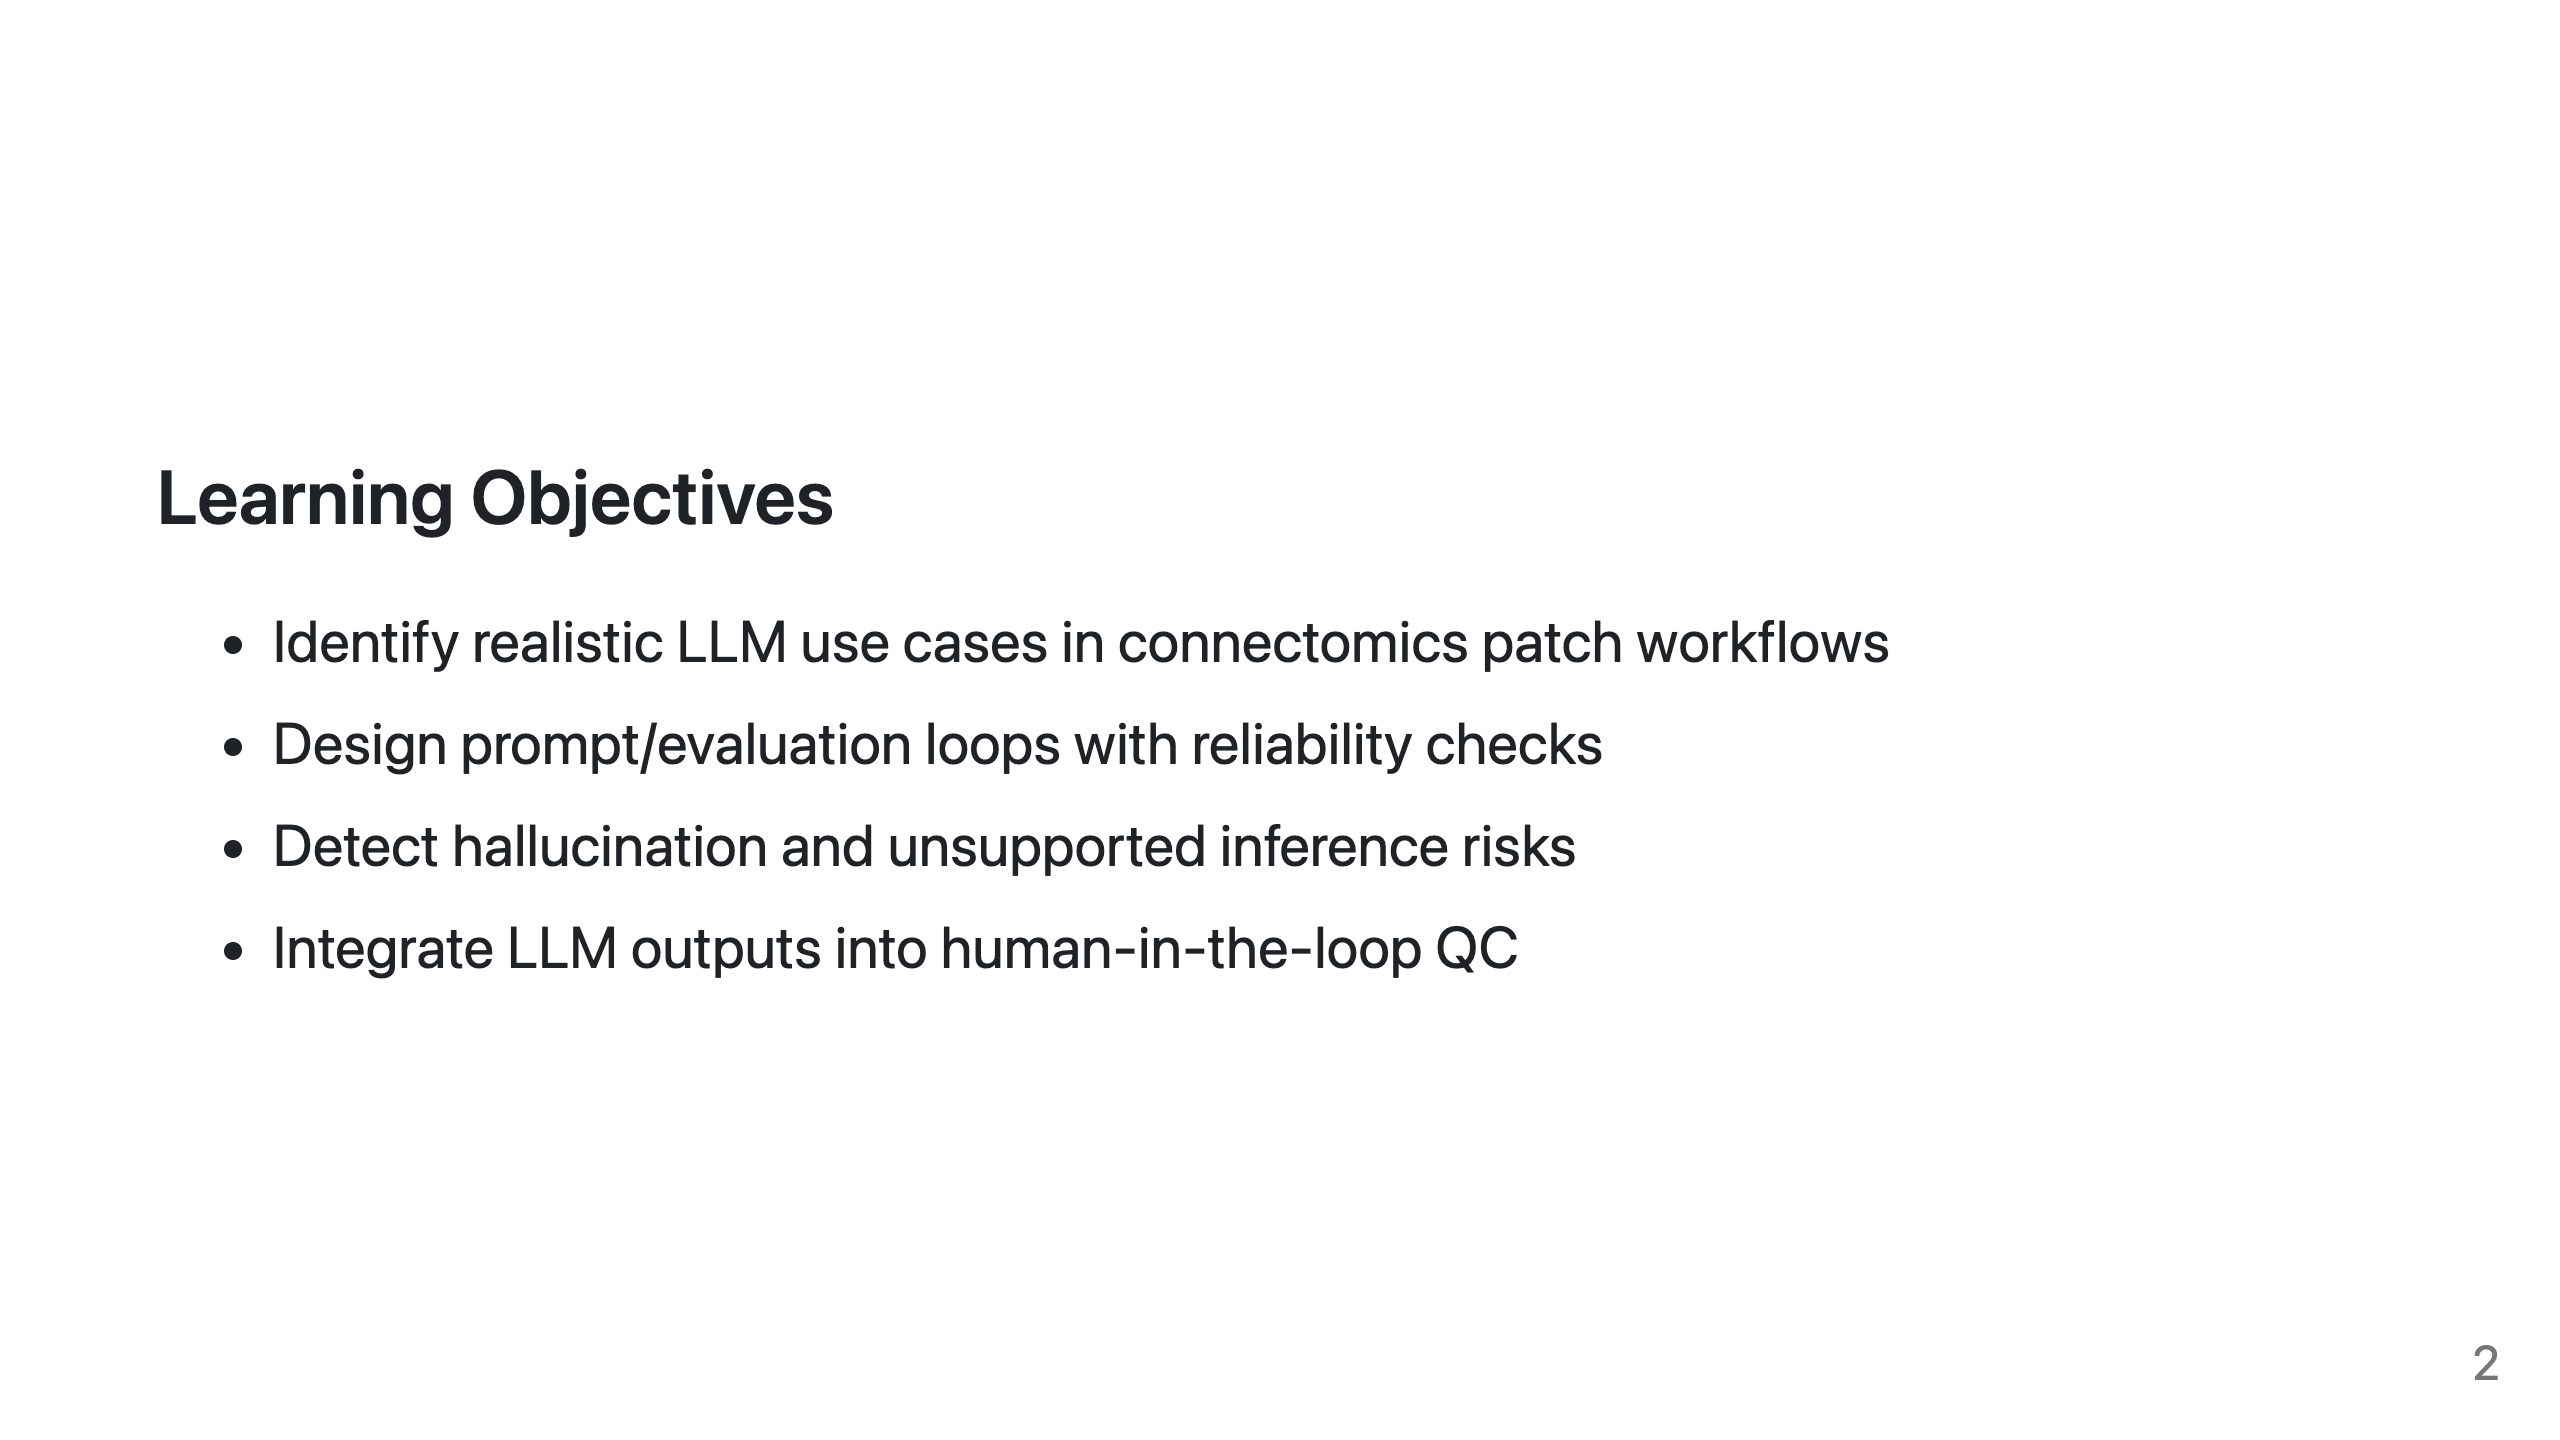 Learning Objectives
• Identify realistic LLM use cases in connectomics patch workflows
• Design prompt/evaluation loops with reliability checks
• Detect hallucination and unsupported inference risks
• Integrate LLM outputs into human-in-the-loop QC
2